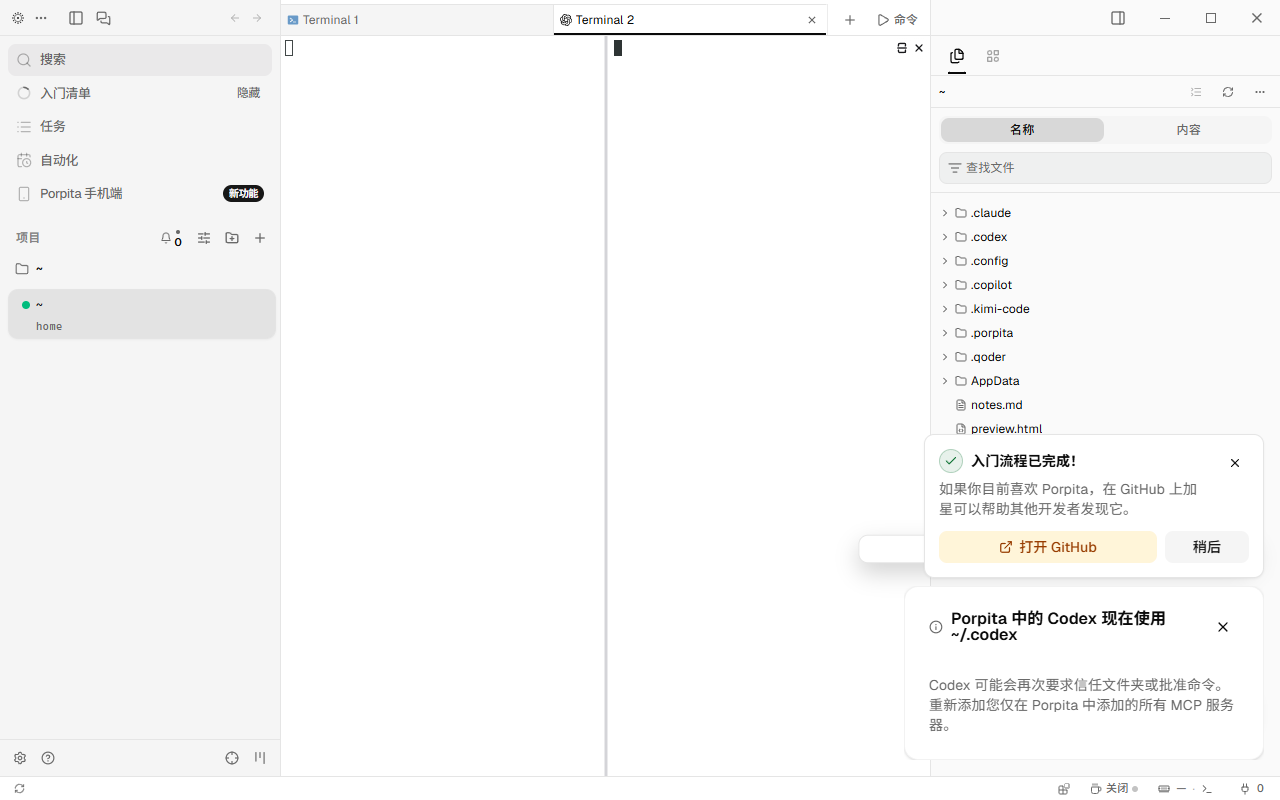 Terminal 1
Terminal 2
命令
搜索
入门清单
隐藏
任务
自动化
Porpita 手机端
新功能
项目
0
~
~
home
~
名称
内容
查找文件
.claude
.codex
.config
.copilot
.kimi-code
.porpita
.qoder
AppData
notes.md
preview.html
入门流程已完成！
如果你目前喜欢 Porpita，在 GitHub 上加
星可以帮助其他开发者发现它。
打开 GitHub
稍后
Porpita 中的 Codex 现在使用
~/.codex
Codex 可能会再次要求信任文件夹或批准命令。
重新添加您仅在 Porpita 中添加的所有 MCP 服务
器。
关闭
0